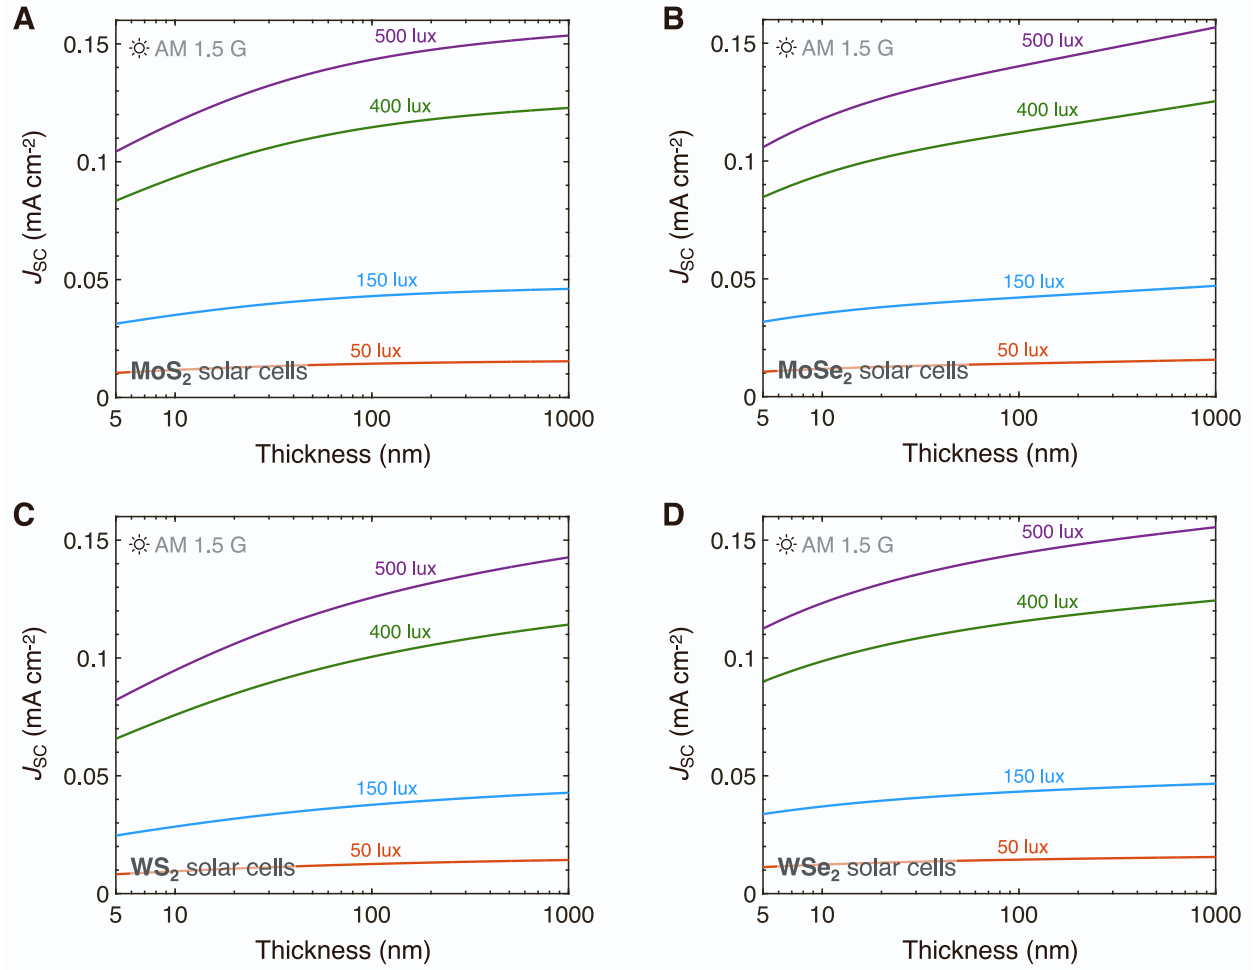 A
AM 1.5 G
500 lux
400 lux
150 lux
50 lux
MoS2 solar cells
0.15
0.1
0.05
0
JSC (mA cm-2)
5 10 100 1000
Thickness (nm)
B
AM 1.5 G
500 lux
400 lux
150 lux
50 lux
MoSe2 solar cells
0.15
0.1
0.05
0
JSC (mA cm-2)
5 10 100 1000
Thickness (nm)
C
AM 1.5 G
500 lux
400 lux
150 lux
50 lux
WS2 solar cells
0.15
0.1
0.05
0
JSC (mA cm-2)
5 10 100 1000
Thickness (nm)
D
AM 1.5 G
500 lux
400 lux
150 lux
50 lux
WSe2 solar cells
0.15
0.1
0.05
0
JSC (mA cm-2)
5 10 100 1000
Thickness (nm)